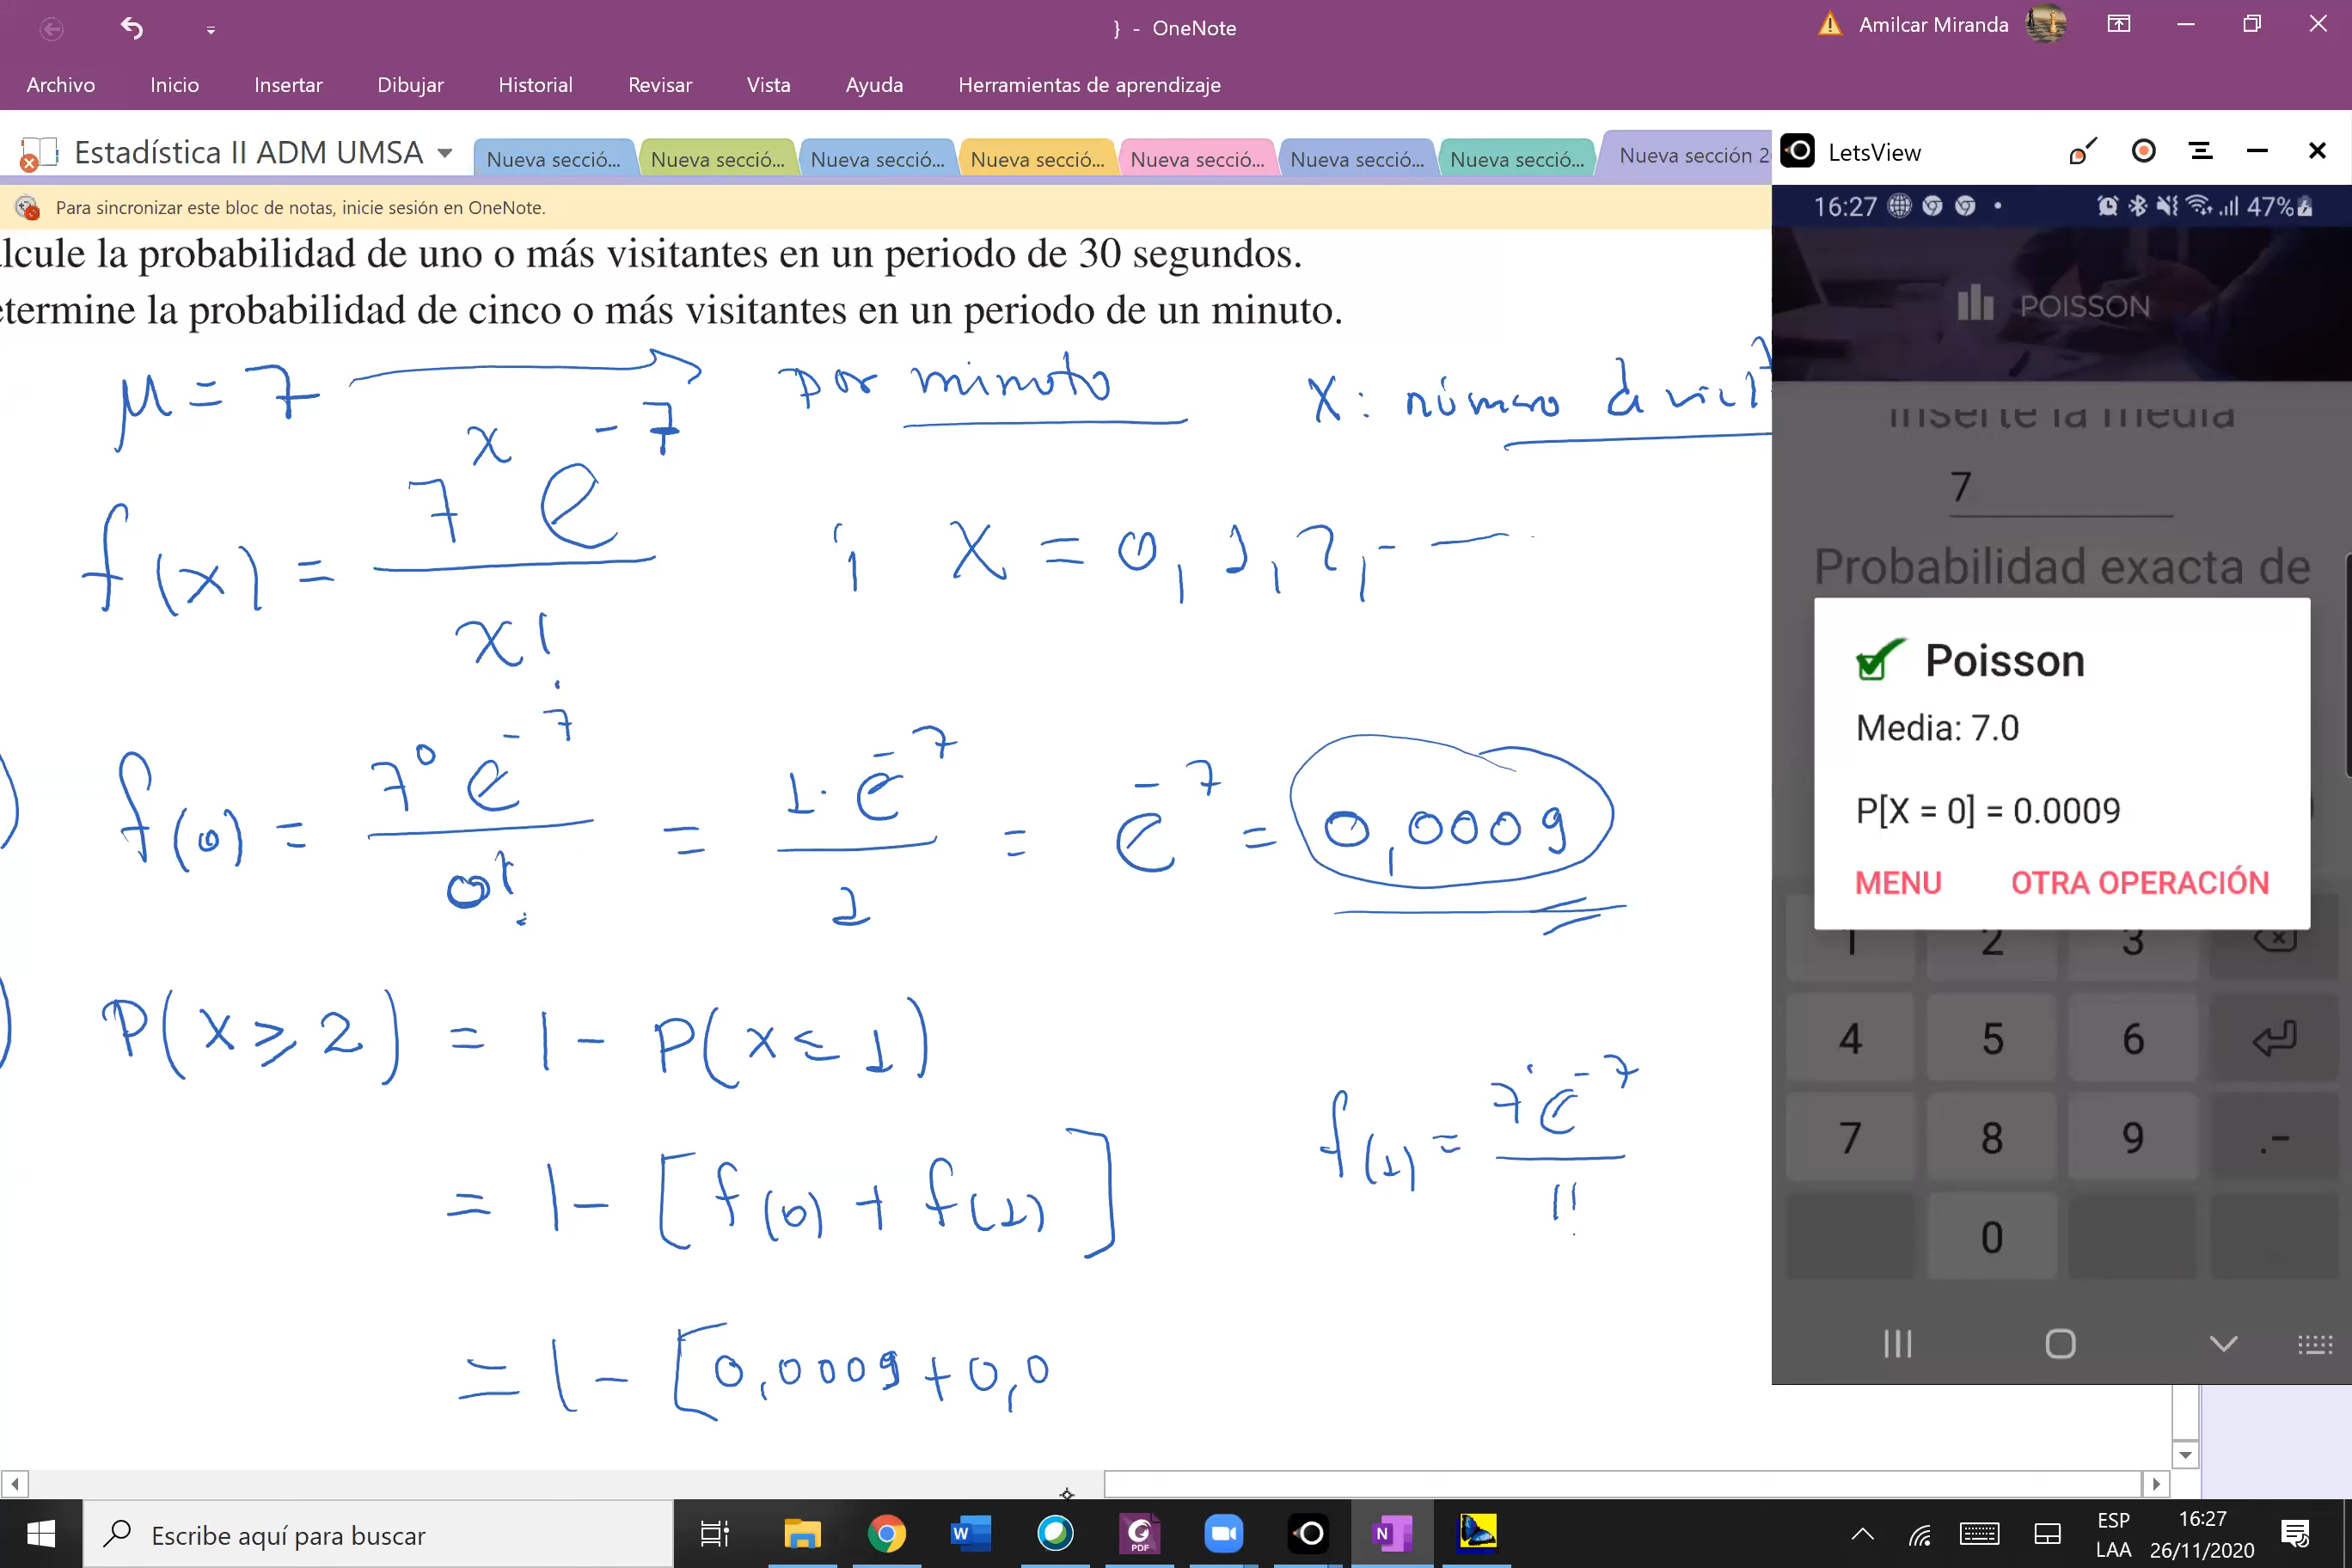 } - OneNote
Amilcar Miranda
Archivo Inicio Insertar Dibujar Historial Revisar Vista Ayuda Herramientas de aprendizaje
Estadística II ADM UMSA
Nueva secció... Nueva secció... Nueva secció... Nueva secció... Nueva secció... Nueva secció... Nueva secció... Nueva sección 2
Para sincronizar este bloc de notas, inicie sesión en OneNote.
lcule la probabilidad de uno o más visitantes en un periodo de 30 segundos.
etermine la probabilidad de cinco o más visitantes en un periodo de un minuto.
μ = 7 → por minuto X: número d
f(x) = 7^x e^-7 / x! ; X = 0, 1, 2, - —
) f(0) = 7^0 e^-7 / 0! = 1·e^-7 / 1 = e^-7 = 0,0009
) P(X ≥ 2) = 1 - P(X ≤ 1)
= 1 - [f(0) + f(1)]
f(1) = 7^1 e^-7 / 1!
= 1 - [0,0009 + 0,0
LetsView
16:27 47%
POISSON
Inserte la media
7
Probabilidad exacta de
Poisson
Media: 7.0
P[X = 0] = 0.0009
MENU OTRA OPERACIÓN
1 2 3
4 5 6
7 8 9 .-
0
Escribe aquí para buscar
ESP
LAA
16:27
26/11/2020